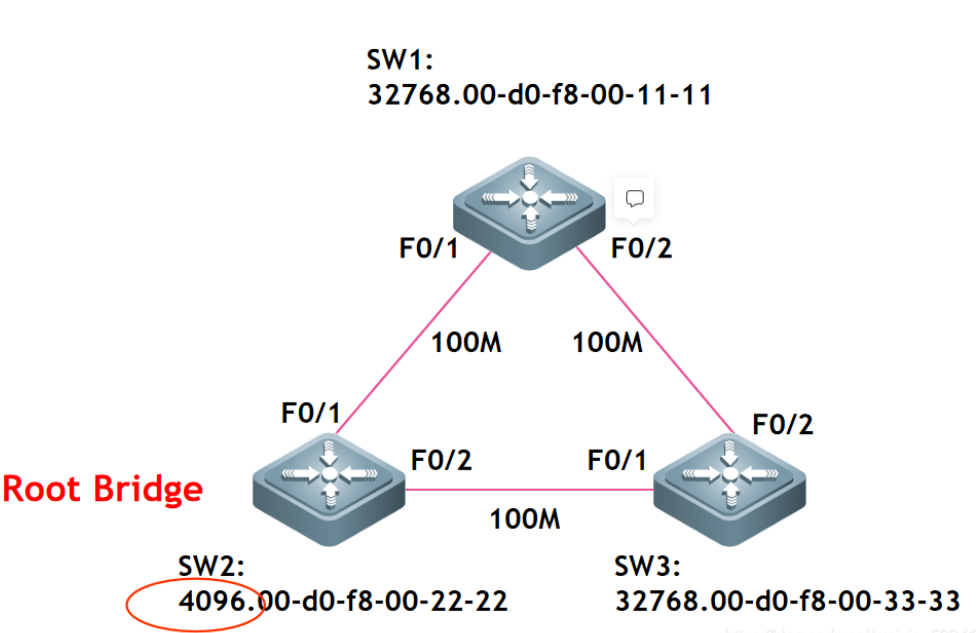 SW1:
32768.00-d0-f8-00-11-11
F0/1
F0/2
100M
100M
F0/1
F0/2
F0/2
F0/1
Root Bridge
100M
SW2:
SW3:
4096.00-d0-f8-00-22-22
32768.00-d0-f8-00-33-33